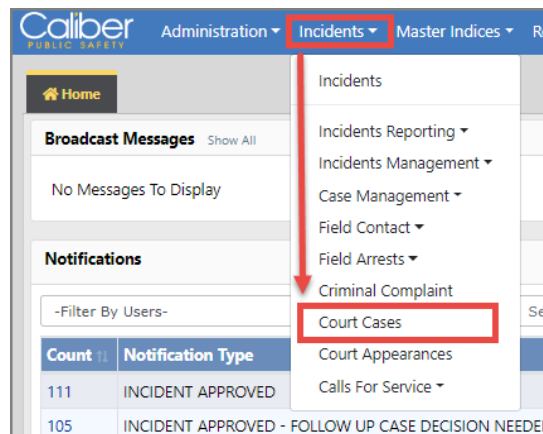 Caliber
PUBLIC SAFETY
Administration Incidents Master Indices
Home
Broadcast Messages Show All
No Messages To Display
Incidents
Incidents Reporting
Incidents Management
Case Management
Field Contact
Field Arrests
Criminal Complaint
Court Cases
Court Appearances
Calls For Service
Notifications
-Filter By Users-
Se
Count Notification Type
111 INCIDENT APPROVED
105 INCIDENT APPROVED - FOLLOW UP CASE DECISION NEEDE